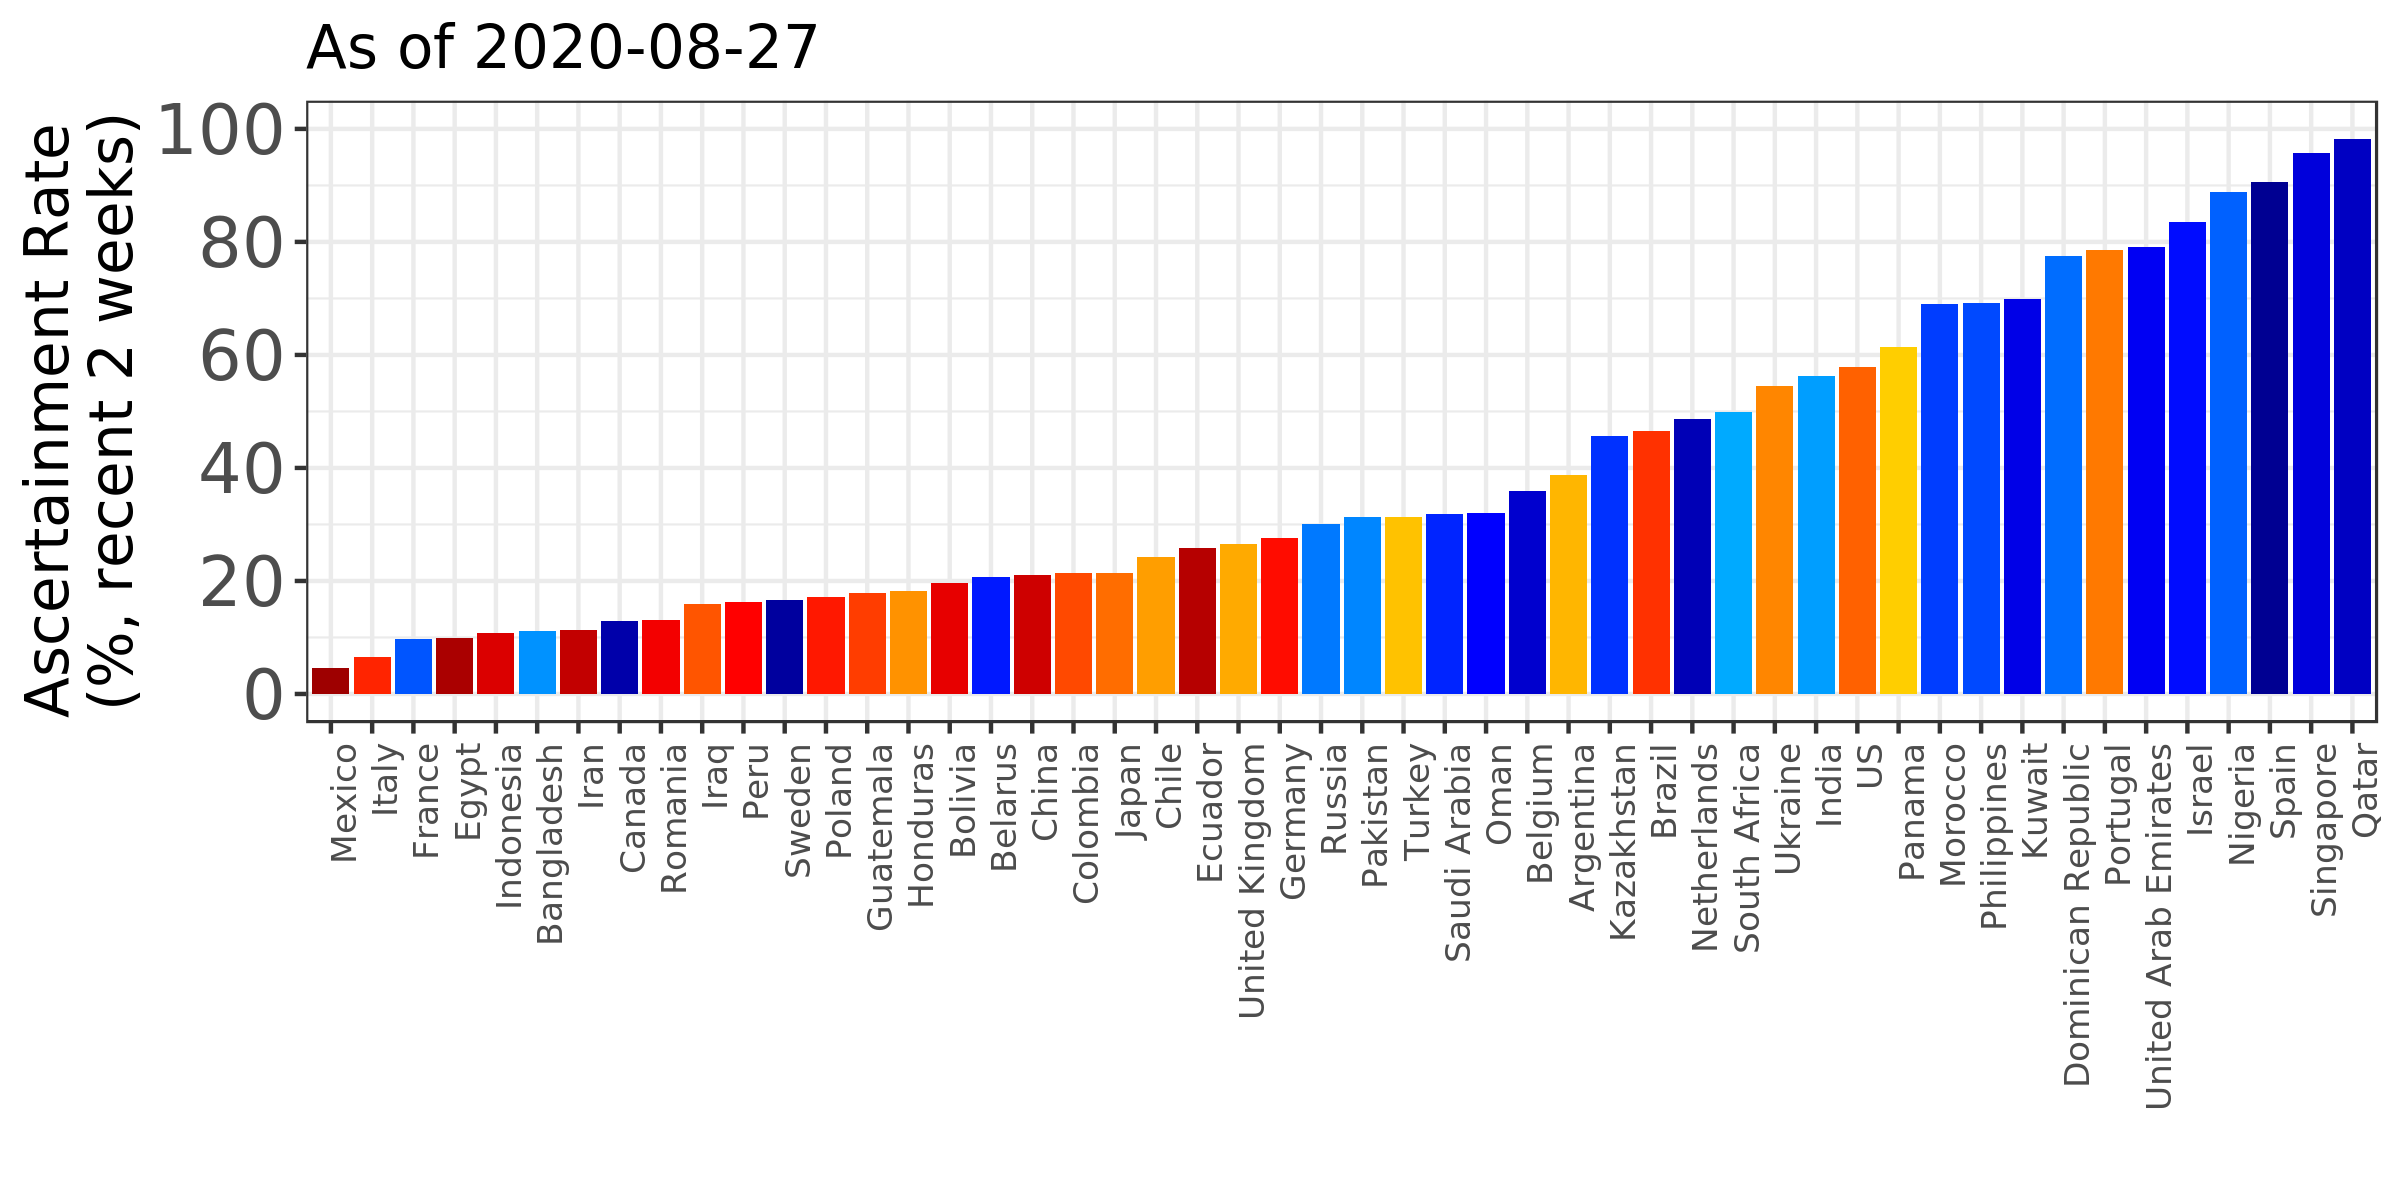 As of 2020-08-27
Ascertainment Rate
(%, recent 2 weeks)
100
80
60
40
20
0
Mexico
Italy
France
Egypt
Indonesia
Bangladesh
Iran
Canada
Romania
Iraq
Peru
Sweden
Poland
Guatemala
Honduras
Bolivia
Belarus
China
Colombia
Japan
Chile
Ecuador
United Kingdom
Germany
Russia
Pakistan
Turkey
Saudi Arabia
Oman
Belgium
Argentina
Kazakhstan
Brazil
Netherlands
South Africa
Ukraine
India
US
Panama
Morocco
Philippines
Kuwait
Dominican Republic
Portugal
United Arab Emirates
Israel
Nigeria
Spain
Singapore
Qatar